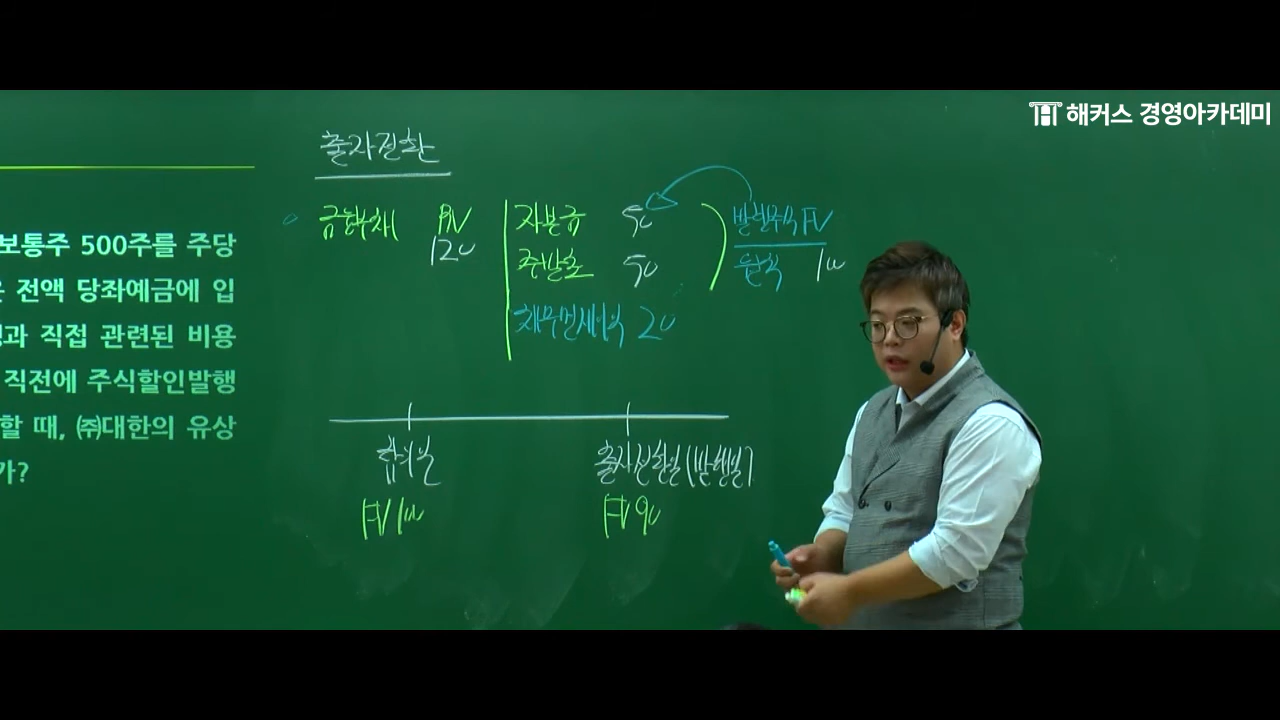 해커스 경영아카데미
출자전환
보통주 500주를 주당
전액 당좌예금에 입
과 직접 관련된 비용
직전에 주식할인발행
할 때, ㈜대한의 유상
가?
금융부채 BV 자본금 50 발행주식 FV
120 주발초 50 원칙 100
채무면제이익 20
합의일 출자전환일(발행일)
FV 100 FV 90